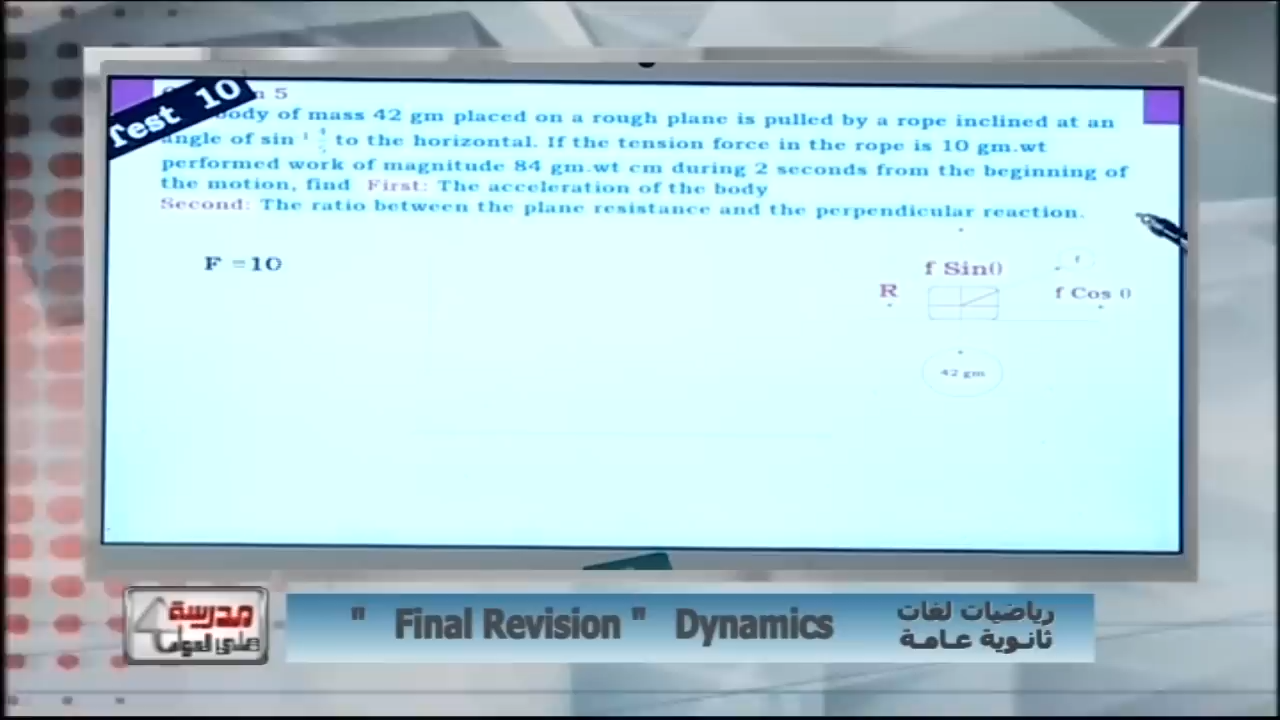 Test 10
n 5
body of mass 42 gm placed on a rough plane is pulled by a rope inclined at an
angle of sin to the horizontal. If the tension force in the rope is 10 gm.wt
performed work of magnitude 84 gm.wt cm during 2 seconds from the beginning of
the motion, find First: The acceleration of the body
Second: The ratio between the plane resistance and the perpendicular reaction.
F =10
f Sinθ
f
R
f Cos θ
42 gm
مدرسة
على الهواء
" Final Revision " Dynamics
رياضيات لغات
ثانوية عامة